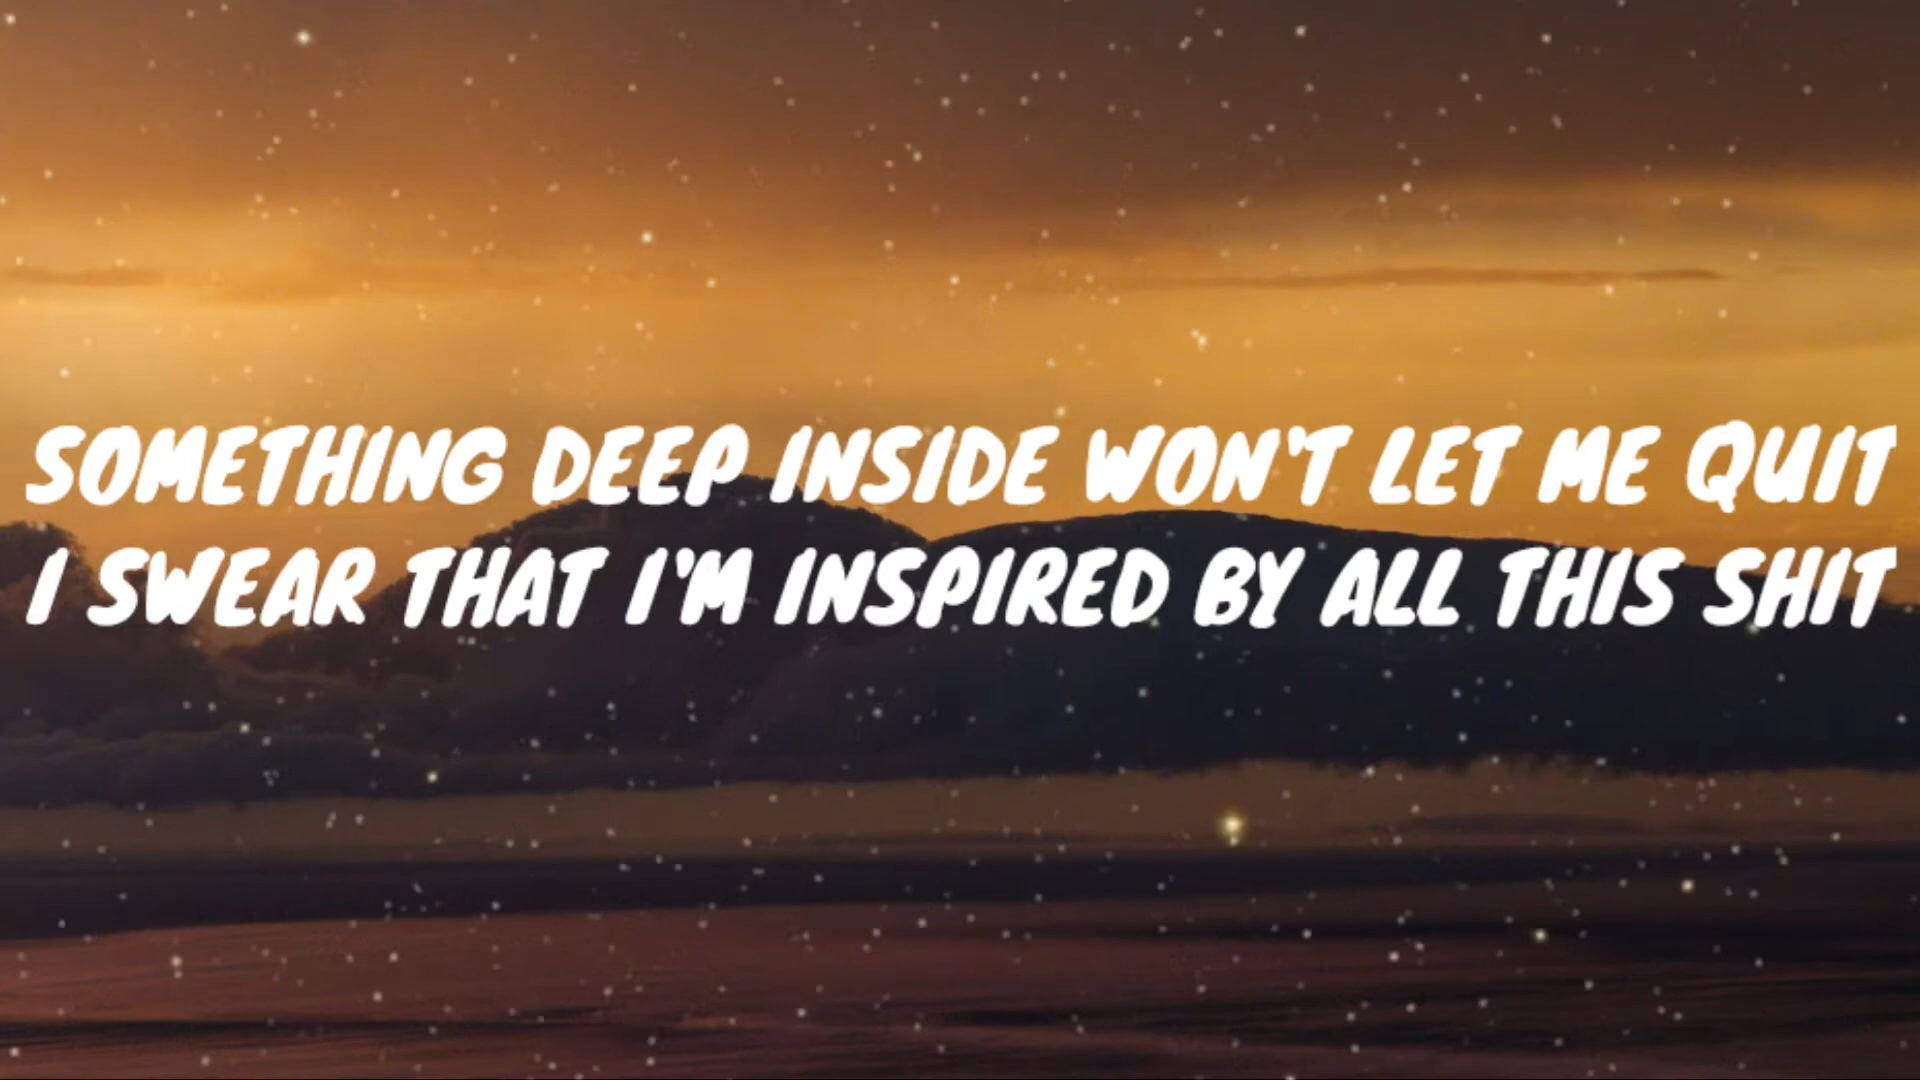 SOMETHING DEEP INSIDE WON'T LET ME QUIT
I SWEAR THAT I'M INSPIRED BY ALL THIS SHIT